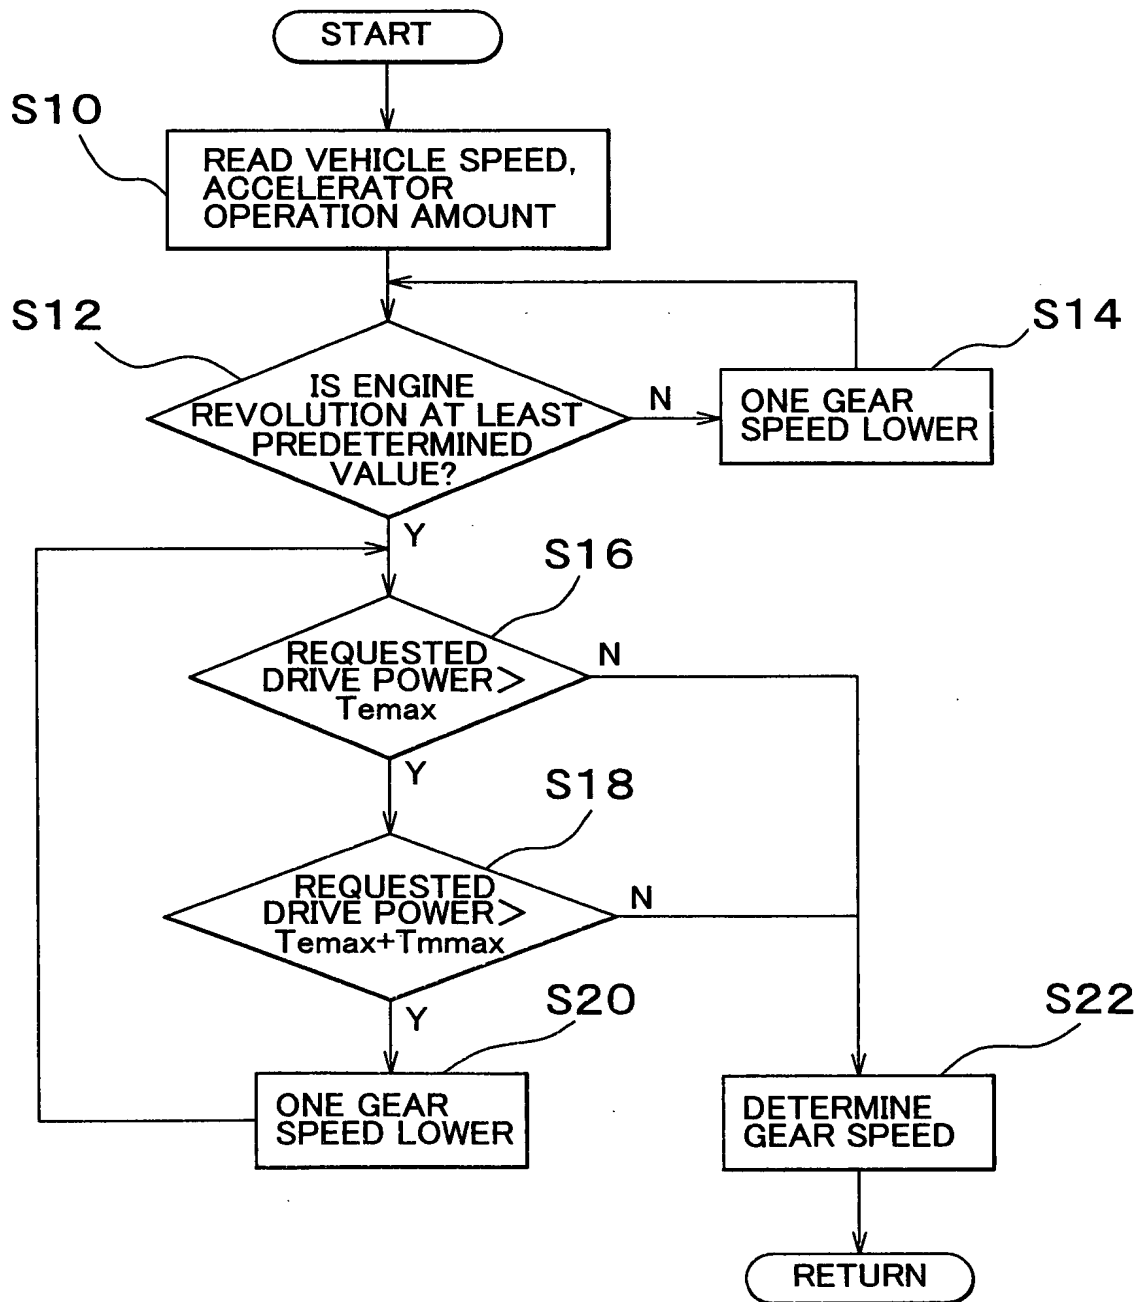 START
S10
READ VEHICLE SPEED,
ACCELERATOR
OPERATION AMOUNT
S12
IS ENGINE
REVOLUTION AT LEAST
PREDETERMINED
VALUE?
N
S14
ONE GEAR
SPEED LOWER
Y
S16
REQUESTED
DRIVE POWER>
Temax
N
Y
S18
REQUESTED
DRIVE POWER>
Temax+Tmmax
N
Y
S20
ONE GEAR
SPEED LOWER
S22
DETERMINE
GEAR SPEED
RETURN